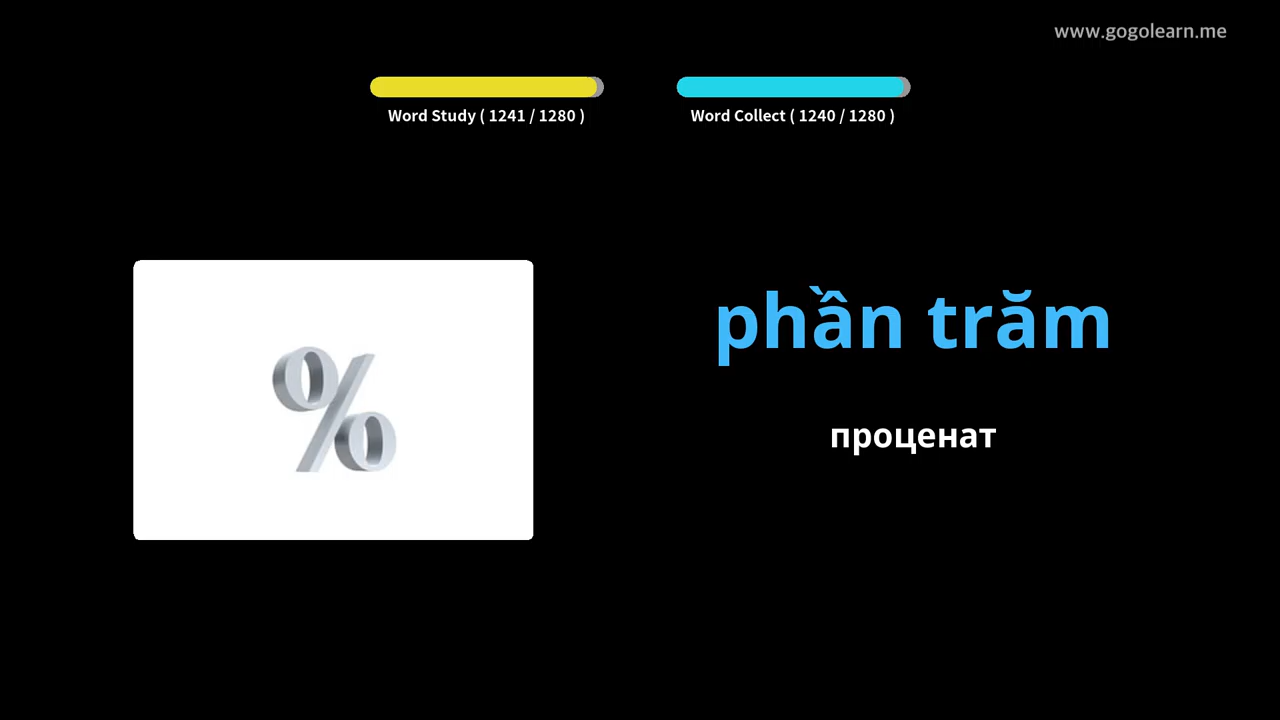 www.gogolearn.me
Word Study ( 1241 / 1280 )
Word Collect ( 1240 / 1280 )
%
phần trăm
проценат